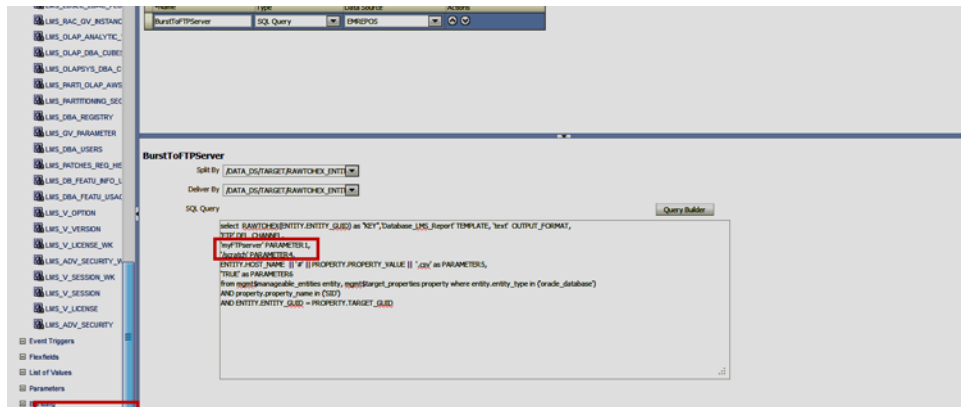 LMS_RAC_GV_INSTANC
LMS_OLAP_ANALYTIC_
LMS_OLAP_DBA_CUBES
LMS_OLAPSYS_DBA_C
LMS_PARTI_OLAP_AWS
LMS_PARTITIONING_SEC
LMS_DBA_REGISTRY
LMS_GV_PARAMETER
LMS_DBA_USERS
LMS_PATCHES_REG_HE
LMS_DB_FEATU_INFO_L
LMS_DBA_FEATU_USAG
LMS_V_OPTION
LMS_V_VERSION
LMS_V_LICENSE_WK
LMS_ADV_SECURITY_W
LMS_V_SESSION_WK
LMS_V_SESSION
LMS_V_LICENSE
LMS_ADV_SECURITY
Event Triggers
Flexfields
List of Values
Parameters
Name Type Data Source Actions
BurstToFTPServer SQL Query EMREPOS
BurstToFTPServer
Split By /DATA_DS/TARGET/RAWTOHEX_ENTIT
Deliver By /DATA_DS/TARGET/RAWTOHEX_ENTIT
SQL Query Query Builder
select RAWTOHEX(ENTITY.ENTITY_GUID) as "KEY",'Database_LMS_Report' TEMPLATE, 'text' OUTPUT_FORMAT,
'FTP' DEL_CHANNEL,
'myFTPserver' PARAMETER1,
'/scratch' PARAMETER4,
ENTITY.HOST_NAME || '#' || PROPERTY.PROPERTY_VALUE || '.csv' as PARAMETER5,
'TRUE' as PARAMETER6
from mgmt$manageable_entities entity, mgmt$target_properties property where entity.entity_type in ('oracle_database')
AND property.property_name in ('SID')
AND ENTITY.ENTITY_GUID = PROPERTY.TARGET_GUID